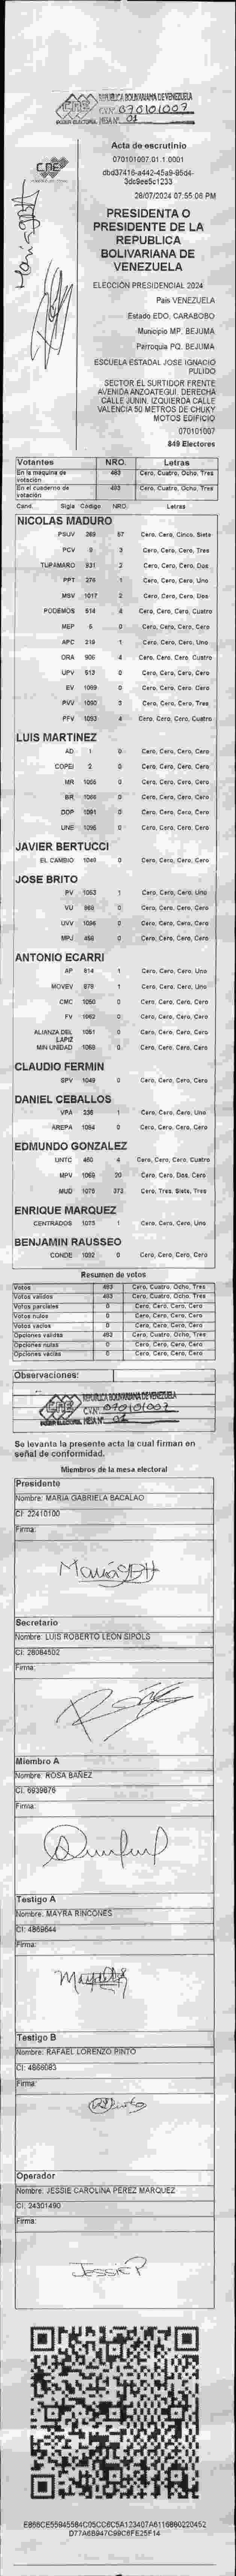 REPUBLICA BOLIVARIANA DE VENEZUELA
CNE
CVN: 070101007
PODER ELECTORAL MESA Nº 01
Acta de escrutinio
070101007.01.1.0001
dbd37416-a442-45a9-95d4-
3dc9ee5c1233
28/07/2024 07:55:06 PM
CNE
PRESIDENTA O
PRESIDENTE DE LA
REPUBLICA
BOLIVARIANA DE
VENEZUELA
ELECCIÓN PRESIDENCIAL 2024
País VENEZUELA
Estado EDO. CARABOBO
Municipio MP. BEJUMA
Parroquia PQ. BEJUMA
ESCUELA ESTADAL JOSE IGNACIO
PULIDO
SECTOR EL SURTIDOR FRENTE
AVENIDA ANZOATEGUI. DERECHA
CALLE JUNIN. IZQUIERDA CALLE
VALENCIA 50 METROS DE CHUKY
MOTOS EDIFICIO
070101007
849 Electores
Votantes NRO. Letras
En la maquina de votación 483 Cero, Cuatro, Ocho, Tres
En el cuaderno de votación 483 Cero, Cuatro, Ocho, Tres
Cand. Sigla Código NRO. Letras
NICOLAS MADURO
PSUV 269 57 Cero, Cero, Cinco, Siete
PCV 9 3 Cero, Cero, Cero, Tres
TUPAMARO 931 2 Cero, Cero, Cero, Dos
PPT 276 1 Cero, Cero, Cero, Uno
MSV 1017 2 Cero, Cero, Cero, Dos
PODEMOS 514 4 Cero, Cero, Cero, Cuatro
MEP 5 0 Cero, Cero, Cero, Cero
APC 219 1 Cero, Cero, Cero, Uno
ORA 906 4 Cero, Cero, Cero, Cuatro
UPV 513 0 Cero, Cero, Cero, Cero
EV 1089 0 Cero, Cero, Cero, Cero
PVV 1090 3 Cero, Cero, Cero, Tres
PFV 1093 4 Cero, Cero, Cero, Cuatro
LUIS MARTINEZ
AD 1 0 Cero, Cero, Cero, Cero
COPEI 2 0 Cero, Cero, Cero, Cero
MR 1006 0 Cero, Cero, Cero, Cero
BR 1088 0 Cero, Cero, Cero, Cero
DDP 1091 0 Cero, Cero, Cero, Cero
UNE 1096 0 Cero, Cero, Cero, Cero
JAVIER BERTUCCI
EL CAMBIO 1049 0 Cero, Cero, Cero, Cero
JOSE BRITO
PV 1053 1 Cero, Cero, Cero, Uno
VU 869 0 Cero, Cero, Cero, Cero
UVV 1086 0 Cero, Cero, Cero, Cero
MPJ 456 0 Cero, Cero, Cero, Cero
ANTONIO ECARRI
AP 814 1 Cero, Cero, Cero, Uno
MOVEV 878 1 Cero, Cero, Cero, Uno
CMC 1050 0 Cero, Cero, Cero, Cero
FV 1062 0 Cero, Cero, Cero, Cero
ALIANZA DEL LAPIZ 1051 0 Cero, Cero, Cero, Cero
MIN UNIDAD 1068 0 Cero, Cero, Cero, Cero
CLAUDIO FERMIN
SPV 1049 0 Cero, Cero, Cero, Cero
DANIEL CEBALLOS
VPA 236 1 Cero, Cero, Cero, Uno
AREPA 1084 0 Cero, Cero, Cero, Cero
EDMUNDO GONZALEZ
UNTC 450 4 Cero, Cero, Cero, Cuatro
MPV 1069 20 Cero, Cero, Dos, Cero
MUD 1075 373 Cero, Tres, Siete, Tres
ENRIQUE MARQUEZ
CENTRADOS 1073 1 Cero, Cero, Cero, Uno
BENJAMIN RAUSSEO
CONDE 1092 0 Cero, Cero, Cero, Cero
Resumen de votos
Votos 483 Cero, Cuatro, Ocho, Tres
Votos validos 483 Cero, Cuatro, Ocho, Tres
Votos parciales 0 Cero, Cero, Cero, Cero
Votos nulos 0 Cero, Cero, Cero, Cero
Votos vacíos 0 Cero, Cero, Cero, Cero
Opciones validas 483 Cero, Cuatro, Ocho, Tres
Opciones nulas 0 Cero, Cero, Cero, Cero
Opciones vacías 0 Cero, Cero, Cero, Cero
Observaciones:
REPUBLICA BOLIVARIANA DE VENEZUELA
CNE
CVN: 070101007
PODER ELECTORAL MESA Nº 01
Se levanta la presente acta la cual firman en
señal de conformidad.
Miembros de la mesa electoral
Presidente
Nombre: MARIA GABRIELA BACALAO
CI: 22410100
Firma:
Secretario
Nombre: LUIS ROBERTO LEON SIPOLS
CI: 28084502
Firma:
Miembro A
Nombre: ROSA BAÑEZ
CI: 6939876
Firma:
Testigo A
Nombre: MAYRA RINCONES
CI: 4869644
Firma:
Testigo B
Nombre: RAFAEL LORENZO PINTO
CI: 4866083
Firma:
Operador
Nombre: JESSIE CAROLINA PEREZ MARQUEZ
CI: 24301490
Firma:
Jessie P